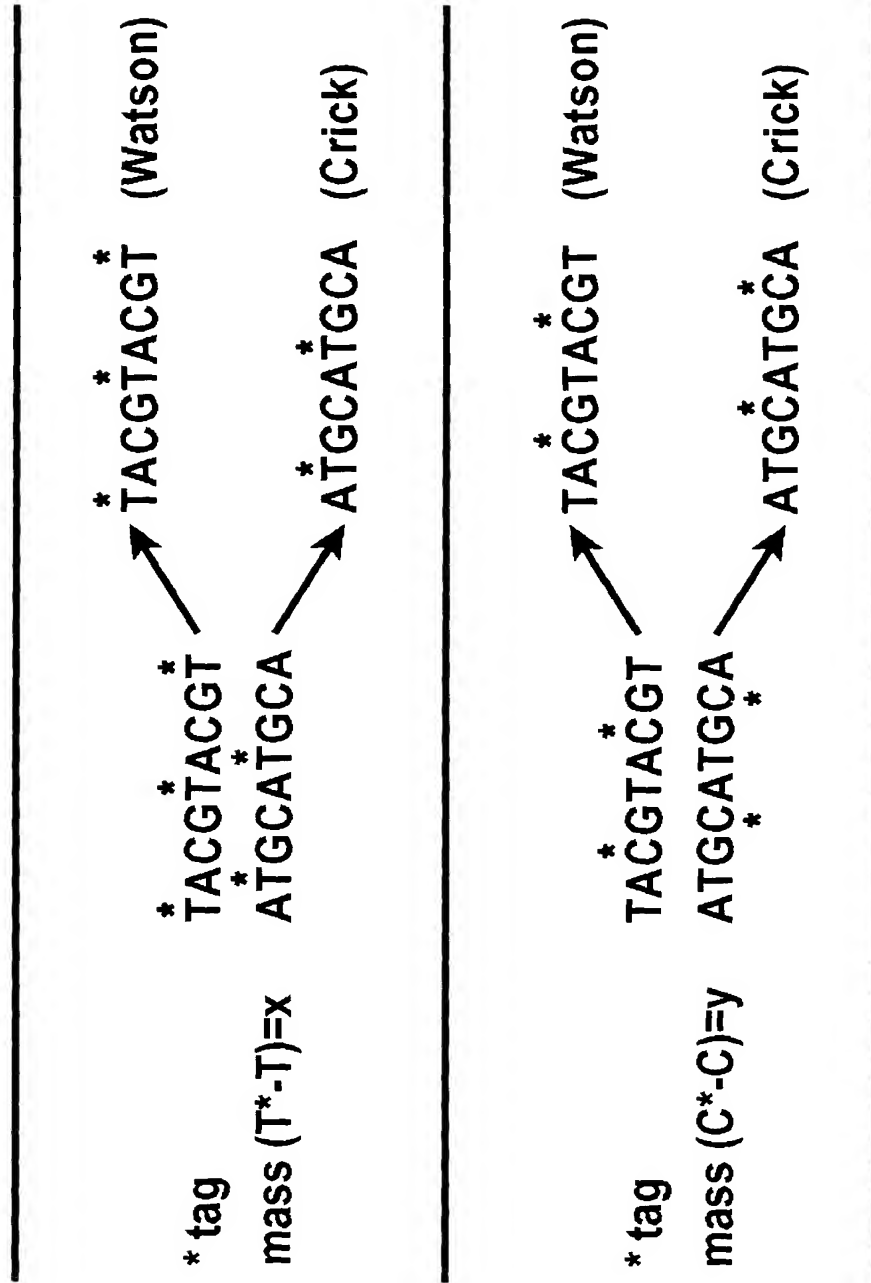 * * *
TACGTACGT (Watson)
* * *
TACGTACGT
* *
ATGCATGCA
* *
ATGCATGCA (Crick)
* tag
mass (T*-T)=x
* *
TACGTACGT (Watson)
* *
TACGTACGT
ATGCATGCA
* *
* *
ATGCATGCA (Crick)
* tag
mass (C*-C)=y